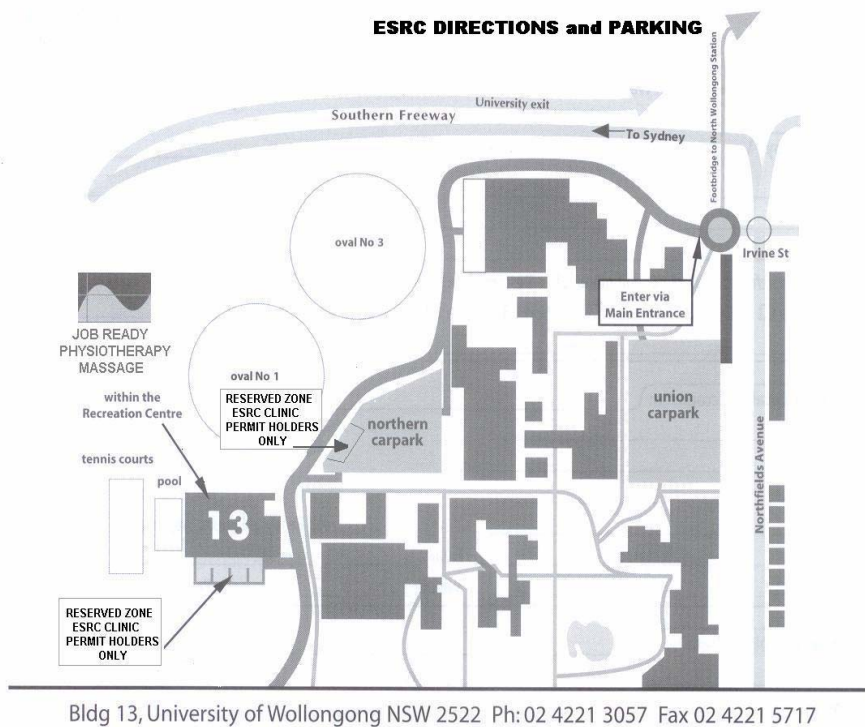 ESRC DIRECTIONS and PARKING
Footbridge to North Wollongong Station
University exit
Southern Freeway
To Sydney
oval No 3
Irvine St
Enter via
Main Entrance
JOB READY
PHYSIOTHERAPY
MASSAGE
oval No 1
within the
Recreation Centre
RESERVED ZONE
ESRC CLINIC
PERMIT HOLDERS
ONLY
northern
carpark
union
carpark
tennis courts
pool
13
Northfields Avenue
RESERVED ZONE
ESRC CLINIC
PERMIT HOLDERS
ONLY
Bldg 13, University of Wollongong NSW 2522 Ph: 02 4221 3057 Fax 02 4221 5717